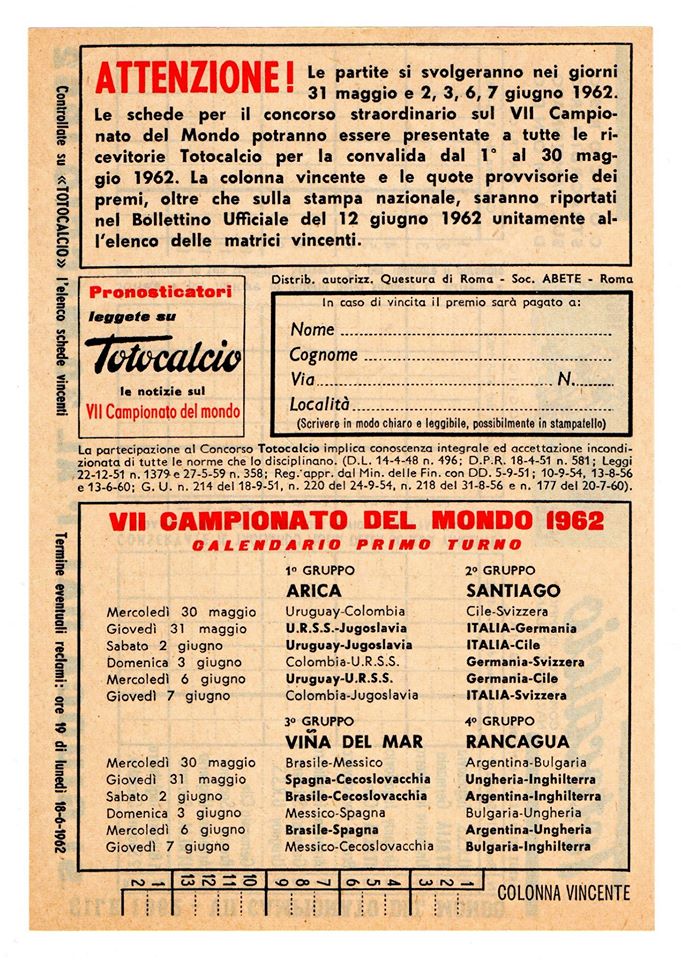 ATTENZIONE! Le partite si svolgeranno nei giorni
31 maggio e 2, 3, 6, 7 giugno 1962.
Le schede per il concorso straordinario sul VII Campio-
nato del Mondo potranno essere presentate a tutte le ri-
cevitorie Totocalcio per la convalida dal 1° al 30 mag-
gio 1962. La colonna vincente e le quote provvisorie dei
premi, oltre che sulla stampa nazionale, saranno riportati
nel Bollettino Ufficiale del 12 giugno 1962 unitamente al-
l'elenco delle matrici vincenti.
Controllate su «TOTOCALCIO» l'elenco schede vincenti
Termine eventuali reclami: ore 19 di lunedì 18-6-1962
Pronosticatori
leggete su
Totocalcio
le notizie sul
VII Campionato del mondo
Distrib. autorizz. Questura di Roma - Soc. ABETE - Roma
In caso di vincita il premio sarà pagato a:
Nome
Cognome
Via N.
Località
(Scrivere in modo chiaro e leggibile, possibilmente in stampatello)
La partecipazione al Concorso Totocalcio implica conoscenza integrale ed accettazione incondi-
zionata di tutte le norme che lo disciplinano. (D.L. 14-4-48 n. 496; D.P.R. 18-4-51 n. 581; Leggi
22-12-51 n. 1379 e 27-5-59 n. 358; Reg. appr. dal Min. delle Fin. con DD. 5-9-51; 10-9-54, 13-8-56
e 13-6-60; G. U. n. 214 del 18-9-51, n. 220 del 24-9-54, n. 218 del 31-8-56 e n. 177 del 20-7-60).
VII CAMPIONATO DEL MONDO 1962
CALENDARIO PRIMO TURNO
1º GRUPPO 2º GRUPPO
ARICA SANTIAGO
Mercoledì 30 maggio Uruguay-Colombia Cile-Svizzera
Giovedì 31 maggio U.R.S.S.-Jugoslavia ITALIA-Germania
Sabato 2 giugno Uruguay-Jugoslavia ITALIA-Cile
Domenica 3 giugno Colombia-U.R.S.S. Germania-Svizzera
Mercoledì 6 giugno Uruguay-U.R.S.S. Germania-Cile
Giovedì 7 giugno Colombia-Jugoslavia ITALIA-Svizzera
3º GRUPPO 4º GRUPPO
VIÑA DEL MAR RANCAGUA
Mercoledì 30 maggio Brasile-Messico Argentina-Bulgaria
Giovedì 31 maggio Spagna-Cecoslovacchia Ungheria-Inghilterra
Sabato 2 giugno Brasile-Cecoslovacchia Argentina-Inghilterra
Domenica 3 giugno Messico-Spagna Bulgaria-Ungheria
Mercoledì 6 giugno Brasile-Spagna Argentina-Ungheria
Giovedì 7 giugno Messico-Cecoslovacchia Bulgaria-Inghilterra
2 1 13 12 11 10 9 8 7 6 5 4 3 2 1
COLONNA VINCENTE